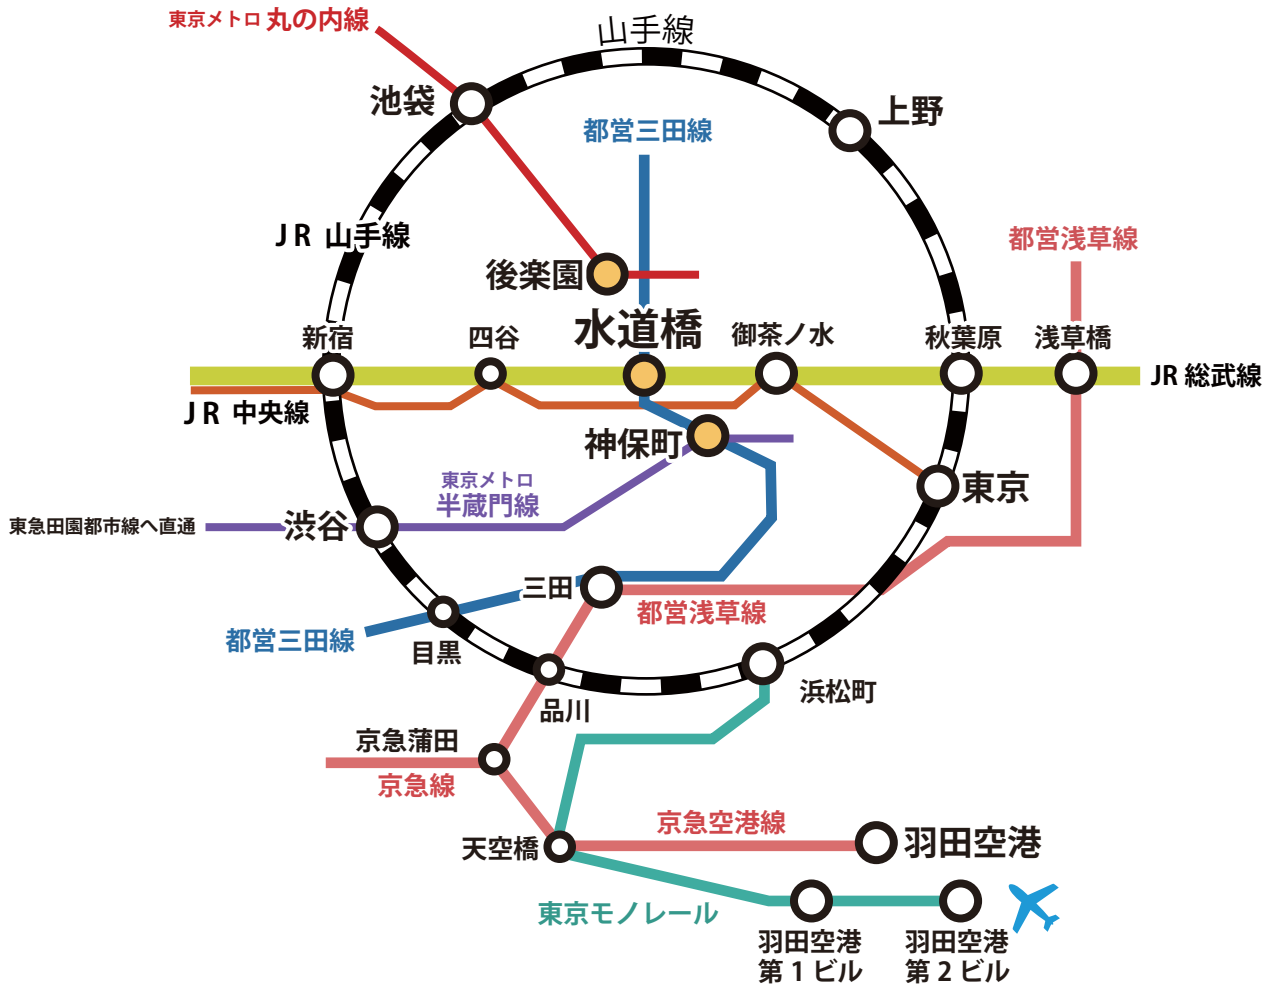 東京メトロ 丸の内線
山手線
池袋
上野
都営三田線
JR 山手線
都営浅草線
後楽園
水道橋
新宿
四谷
御茶ノ水
秋葉原
浅草橋
JR 総武線
JR 中央線
神保町
東京メトロ
半蔵門線
東京
東急田園都市線へ直通
渋谷
三田
都営浅草線
都営三田線
目黒
品川
浜松町
京急蒲田
京急線
天空橋
京急空港線
羽田空港
東京モノレール
羽田空港
第1ビル
羽田空港
第2ビル